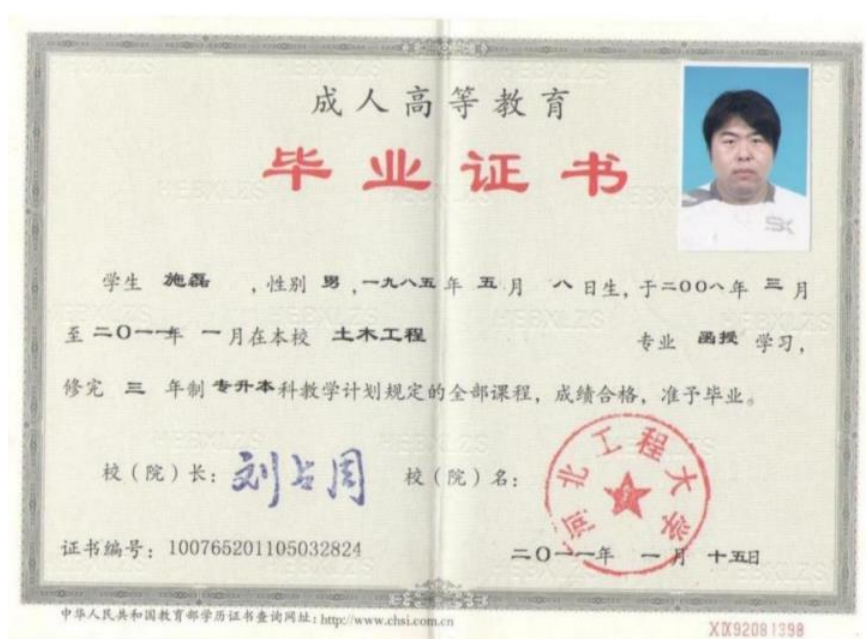 成人高等教育
毕业证书
学生 施磊 ，性别 男 ，一九八五年 五月 八日生，于二〇〇八年 三月
至二〇一一年 一月在本校 土木工程 专业 函授 学习，
修完 三 年制 专升本科教学计划规定的全部课程，成绩合格，准予毕业。
校（院）长：刘占周 校（院）名：
河北工程大学
证书编号：100765201105032824 二〇一一年 一月 十五日
中华人民共和国教育部学历证书查询网址：http://www.chsi.com.cn
XIX92081398